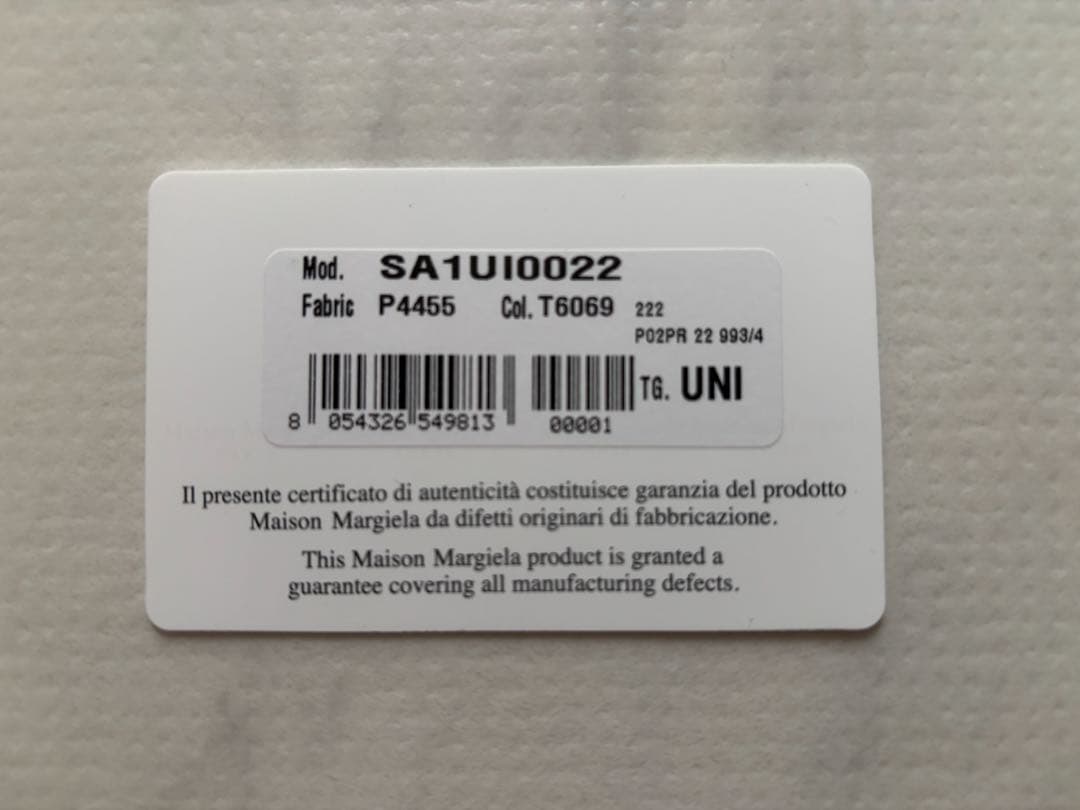 Mod. SA1UI0022
Fabric P4455 Col. T6069 222
P02PR 22 993/4
TG. UNI
8 054326 549813 00001
Il presente certificato di autenticità costituisce garanzia del prodotto
Maison Margiela da difetti originari di fabbricazione.
This Maison Margiela product is granted a
guarantee covering all manufacturing defects.